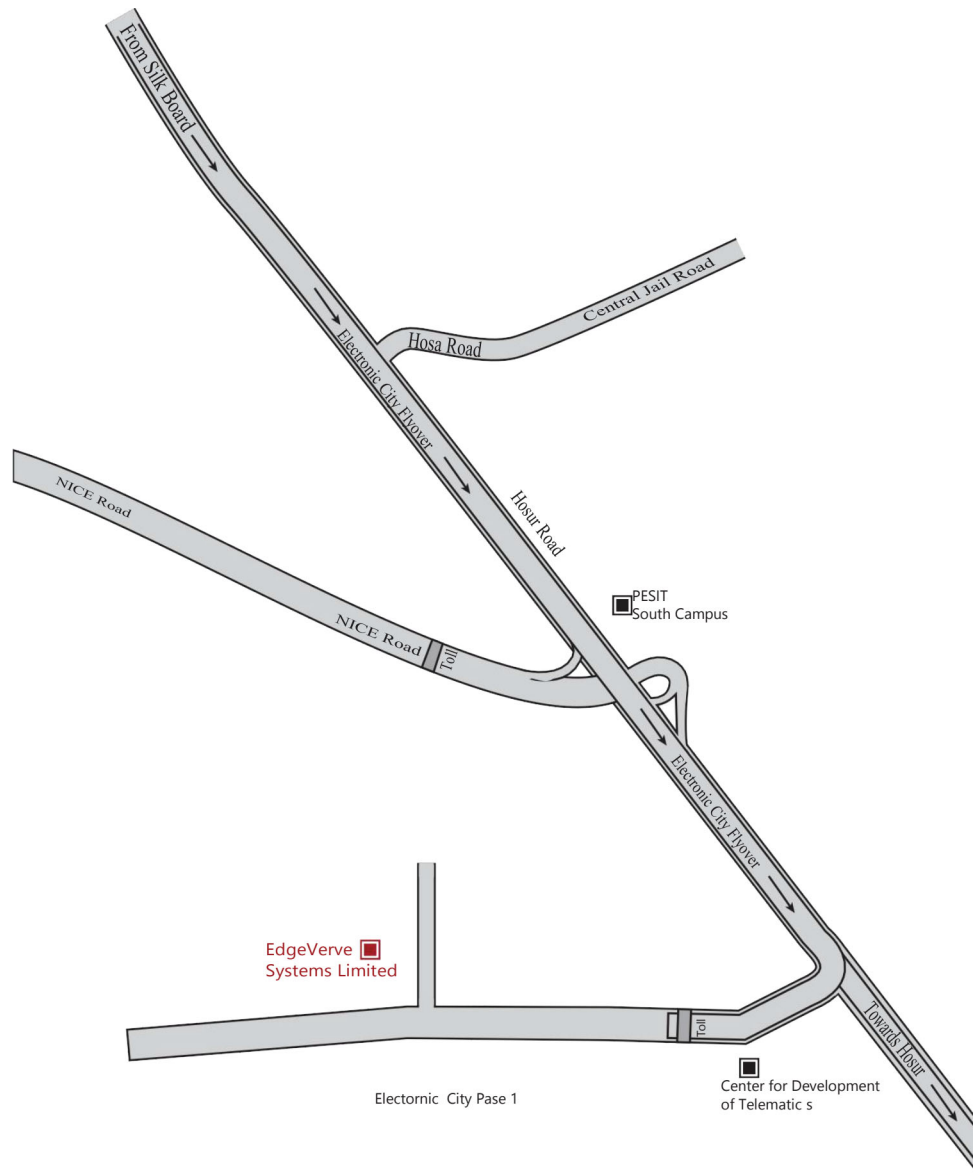 From Silk Board
Central Jail Road
Hosa Road
Electronic City Flyover
NICE Road
Hosur Road
PESIT
South Campus
NICE Road
Toll
Electronic City Flyover
EdgeVerve
Systems Limited
Toll
Towards Hosur
Center for Development
of Telematic s
Electornic City Pase 1